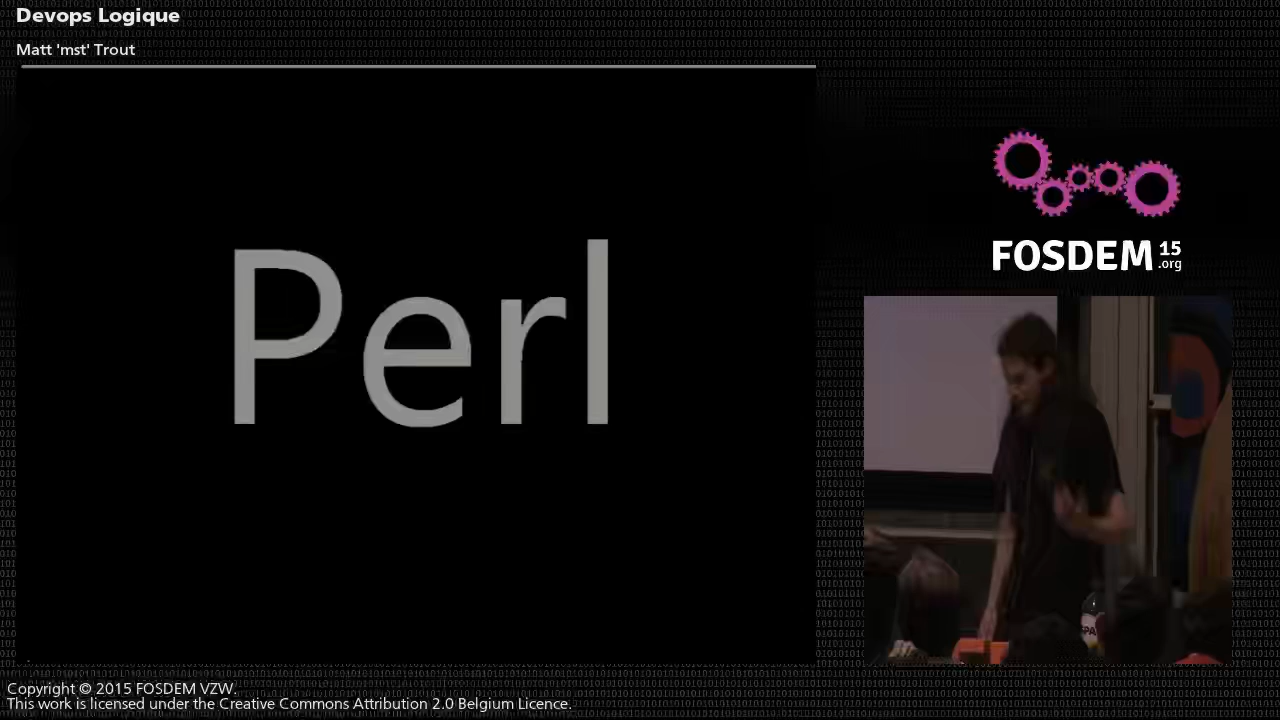 Devops Logique
Matt 'mst' Trout
Perl
FOSDEM 15
.org
Copyright © 2015 FOSDEM VZW.
This work is licensed under the Creative Commons Attribution 2.0 Belgium Licence.